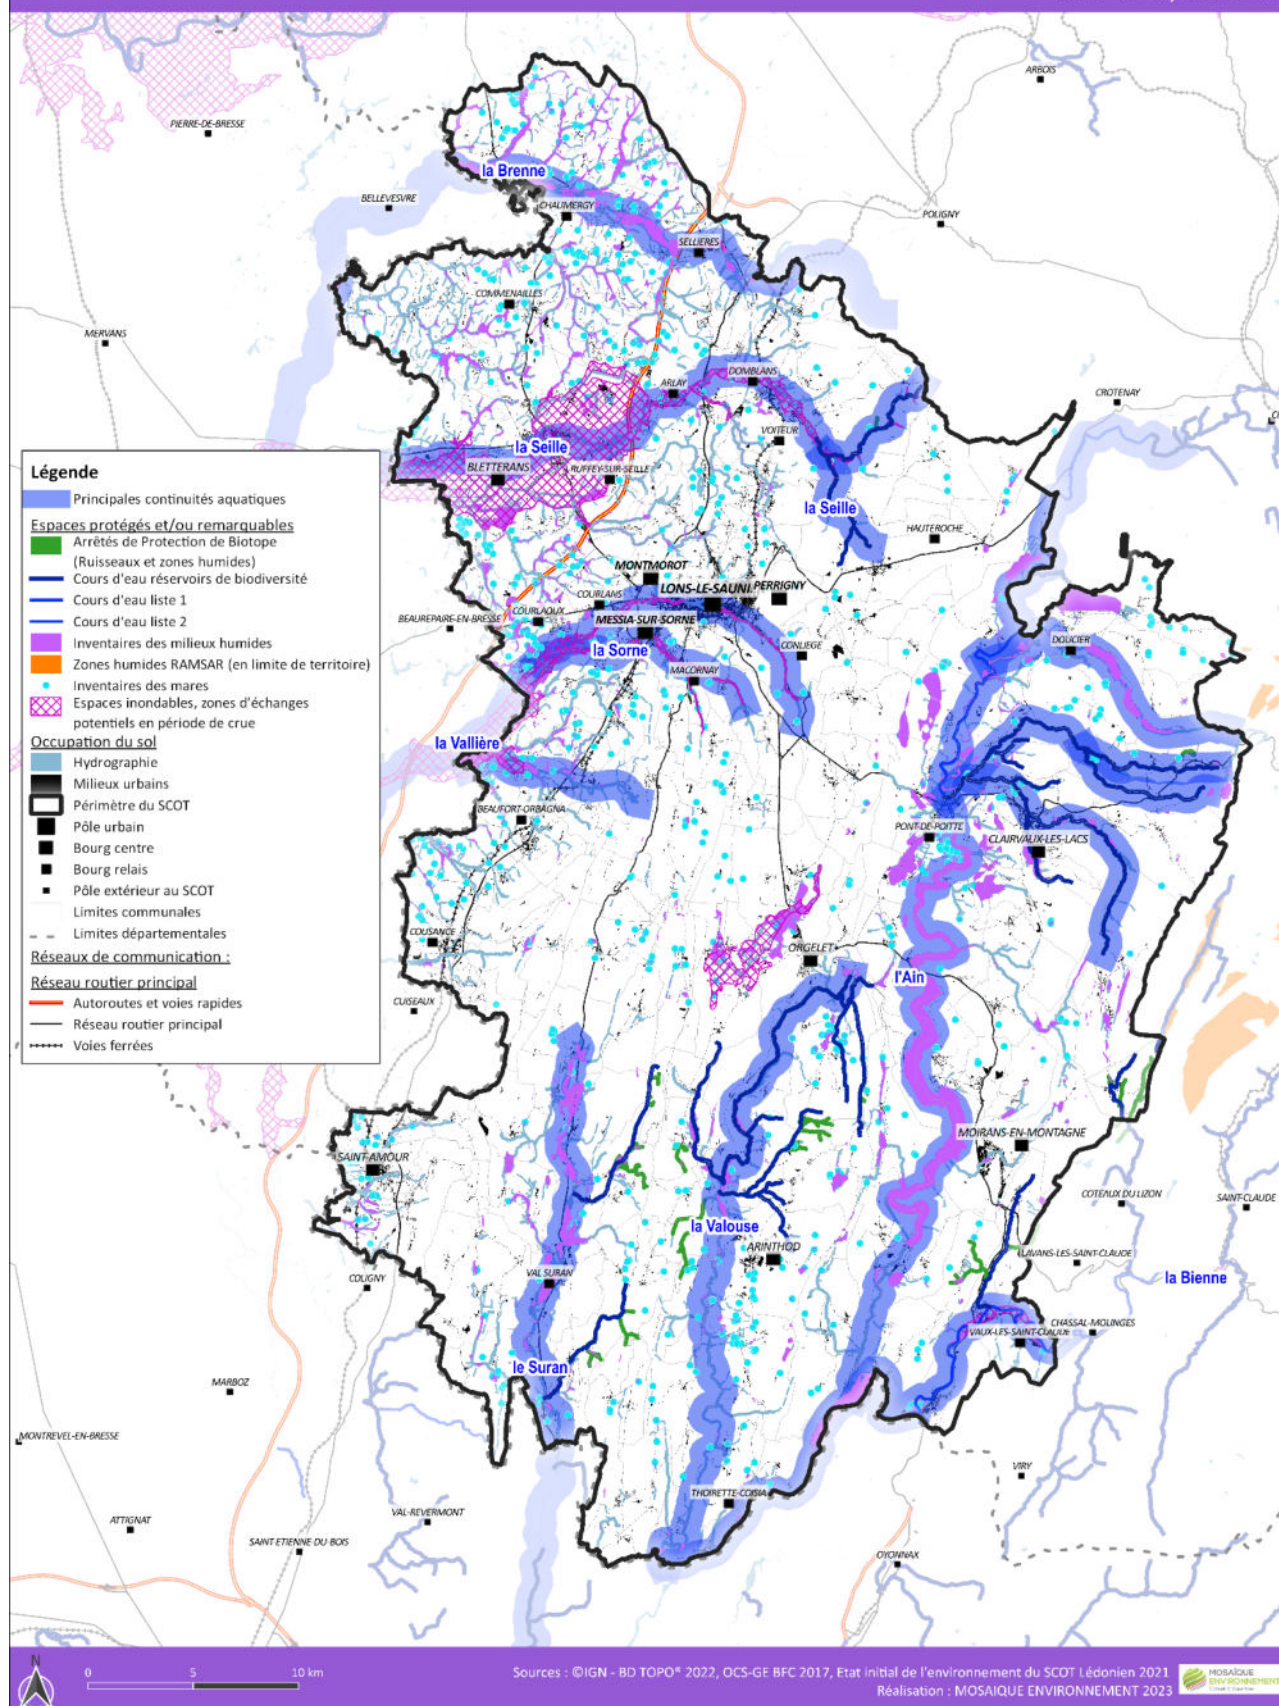 ARBOIS
PIERRE-DE-BRESSE
la Brenne
BELLEVESVRE
CHAUMERGY
POLIGNY
SELLIERES
COMMENAILLES
MERVANS
ARLAY
DOMBLANS
CROTENAY
VOITEUR
la Seille
BLETTERANS
RUFFEY-SUR-SEILLE
la Seille
HAUTEROCHE
MONTMOROT
LONS-LE-SAUNI
PERRIGNY
COURLANS
COURLAOUX
BEAUREPAIRE-EN-BRESSE
MESSIA-SUR-SORNE
la Sorne
CONLIEGE
DOUCIER
MACORNAY
la Vallière
BEAUFORT-ORBAGNA
PONT-DE-POITTE
CLAIRVAUX-LES-LACS
COUSANCE
ORGELET
l'Ain
CUISEAUX
MOIRANS-EN-MONTAGNE
SAINT-AMOUR
COTEAUX DU LIZON
SAINT-CLAUDE
la Valouse
ARINTHOD
LAVANS-LES-SAINT-CLAUDE
COLIGNY
VAL SURAN
la Bienne
CHASSAL-MOLINGES
VAUX-LES-SAINT-CLAUDE
le Suran
MARBOZ
MONTREVEL-EN-BRESSE
VIRY
THOIRETTE-COISIA
VAL-REVERMONT
ATTIGNAT
SAINT ETIENNE DU BOIS
OYONNAX
Légende
Principales continuités aquatiques
Espaces protégés et/ou remarquables
Arrêtés de Protection de Biotope
(Ruisseaux et zones humides)
Cours d'eau réservoirs de biodiversité
Cours d'eau liste 1
Cours d'eau liste 2
Inventaires des milieux humides
Zones humides RAMSAR (en limite de territoire)
Inventaires des mares
Espaces inondables, zones d'échanges
potentiels en période de crue
Occupation du sol
Hydrographie
Milieux urbains
Périmètre du SCOT
Pôle urbain
Bourg centre
Bourg relais
Pôle extérieur au SCOT
Limites communales
Limites départementales
Réseaux de communication :
Réseau routier principal
Autoroutes et voies rapides
Réseau routier principal
Voies ferrées
N
0 5 10 km
Sources : ©IGN - BD TOPO® 2022, OCS-GE BFC 2017, Etat initial de l'environnement du SCOT Lédonien 2021
Réalisation : MOSAIQUE ENVIRONNEMENT 2023
MOSAÏQUE
ENVIRONNEMENT